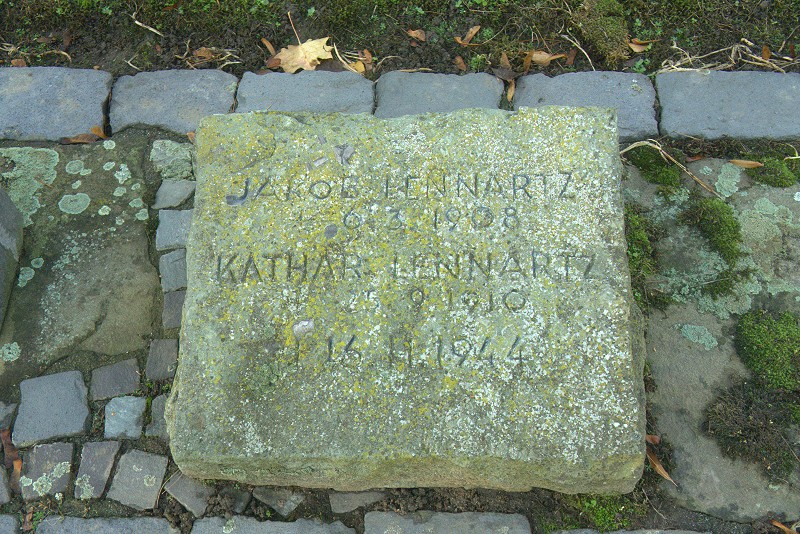 JAKOB LENNARTZ
* 6. 3. 1908
KATHAR. LENNARTZ
* 25. 9. 1910
† 16. 11. 1944